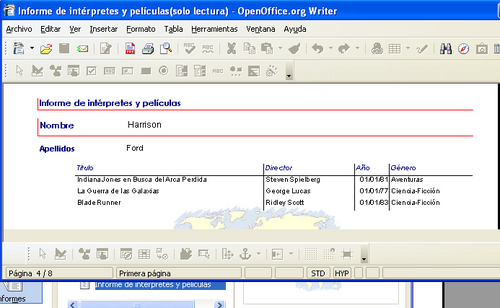 Informe de intérpretes y películas(solo lectura) - OpenOffice.org Writer
Archivo Editar Ver Insertar Formato Tabla Herramientas Ventana Ayuda
Informe de intérpretes y películas
Nombre Harrison
Apellidos Ford
Título Director Año Género
IndianaJones en Busca del Arca Perdida Steven Spielberg 01/01/81 Aventuras
La Guerra de las Galaxias George Lucas 01/01/77 Ciencia-Ficción
Blade Runner Ridley Scott 01/01/83 Ciencia-Ficción
Página 4 / 8 Primera página STD HYP
Informe de intérpretes y películas
formes